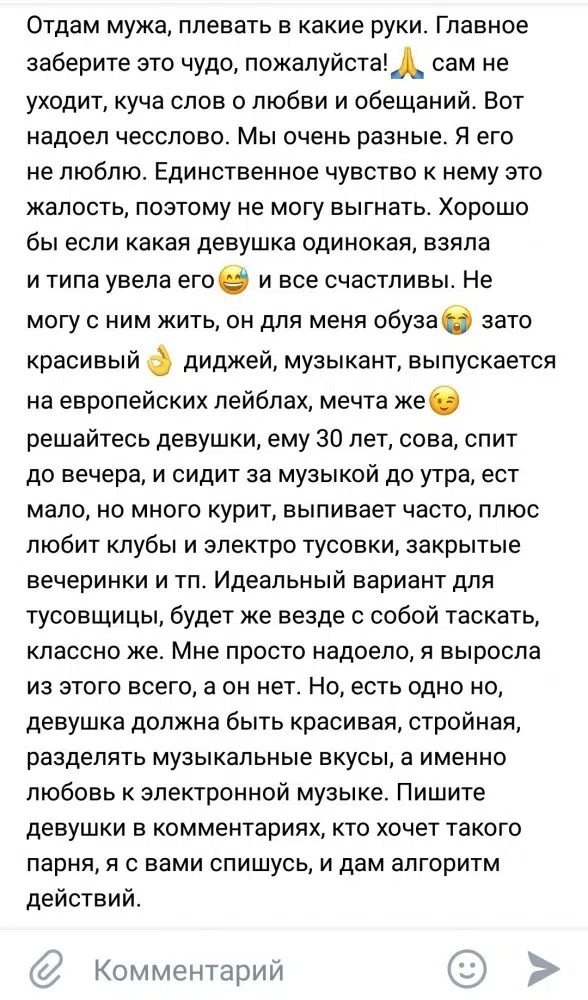 Отдам мужа, плевать в какие руки. Главное
заберите это чудо, пожалуйста!🙏 сам не
уходит, куча слов о любви и обещаний. Вот
надоел чесслово. Мы очень разные. Я его
не люблю. Единственное чувство к нему это
жалость, поэтому не могу выгнать. Хорошо
бы если какая девушка одинокая, взяла
и типа увела его😅 и все счастливы. Не
могу с ним жить, он для меня обуза😭 зато
красивый👌 диджей, музыкант, выпускается
на европейских лейблах, мечта же😉
решайтесь девушки, ему 30 лет, сова, спит
до вечера, и сидит за музыкой до утра, ест
мало, но много курит, выпивает часто, плюс
любит клубы и электро тусовки, закрытые
вечеринки и тп. Идеальный вариант для
тусовщицы, будет же везде с собой таскать,
классно же. Мне просто надоело, я выросла
из этого всего, а он нет. Но, есть одно но,
девушка должна быть красивая, стройная,
разделять музыкальные вкусы, а именно
любовь к электронной музыке. Пишите
девушки в комментариях, кто хочет такого
парня, я с вами спишусь, и дам алгоритм
действий.
Комментарий